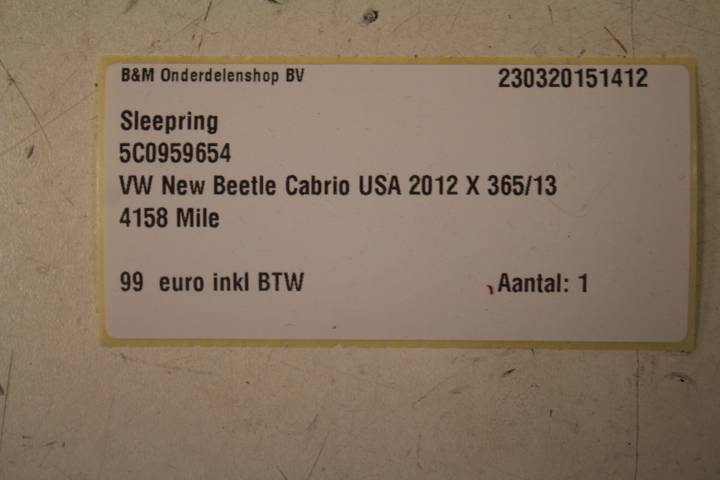 B&M Onderdelenshop BV 230320151412
Sleepring
5C0959654
VW New Beetle Cabrio USA 2012 X 365/13
4158 Mile
99 euro inkl BTW Aantal: 1